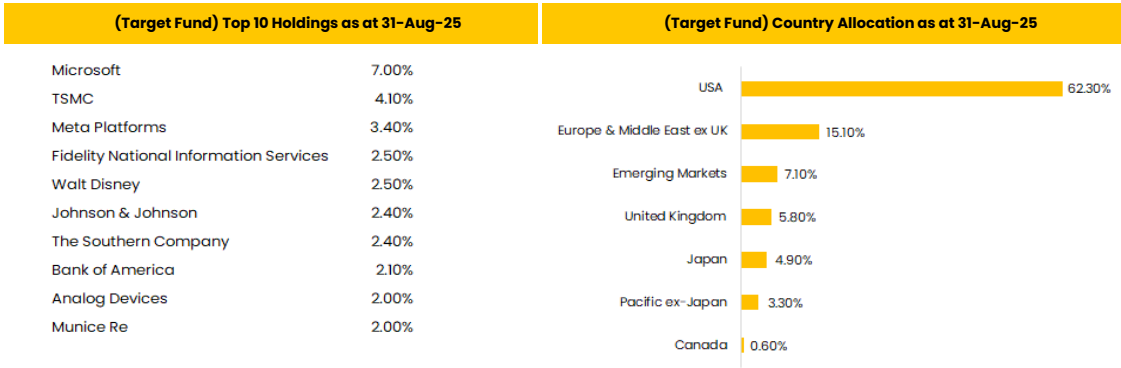 (Target Fund) Top 10 Holdings as at 31-Aug-25
Microsoft 7.00%
TSMC 4.10%
Meta Platforms 3.40%
Fidelity National Information Services 2.50%
Walt Disney 2.50%
Johnson & Johnson 2.40%
The Southern Company 2.40%
Bank of America 2.10%
Analog Devices 2.00%
Munice Re 2.00%
(Target Fund) Country Allocation as at 31-Aug-25
USA 62.30%
Europe & Middle East ex UK 15.10%
Emerging Markets 7.10%
United Kingdom 5.80%
Japan 4.90%
Pacific ex-Japan 3.30%
Canada 0.60%